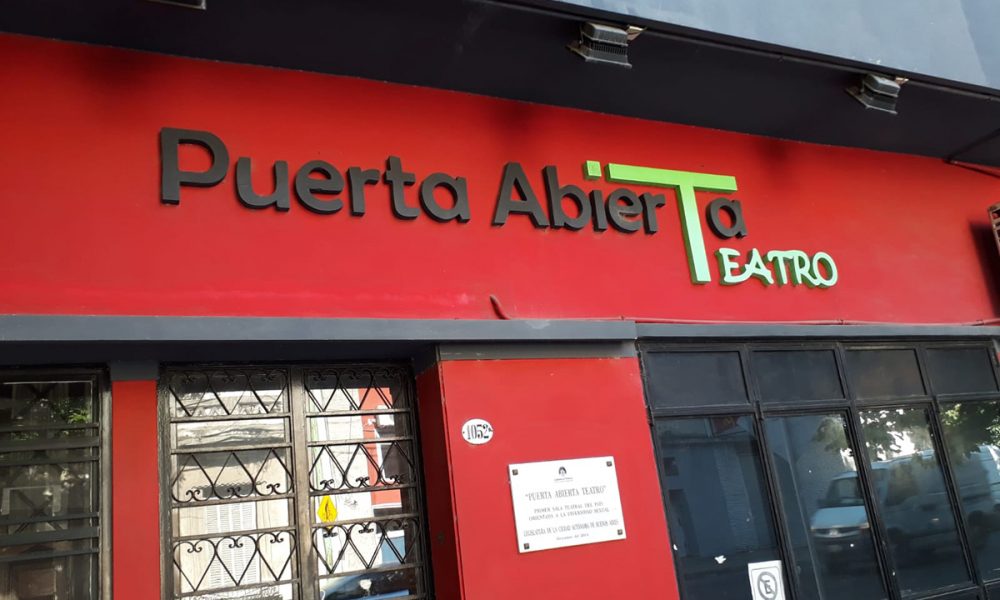 Puerta Abierta
TEATRO
1052
"PUERTA ABIERTA TEATRO"
PRIMER SALA TEATRAL DEL PAIS
ORIENTADA A LA DIVERSIDAD SEXUAL
LEGISLATURA DE LA CIUDAD AUTONOMA DE BUENOS AIRES
E